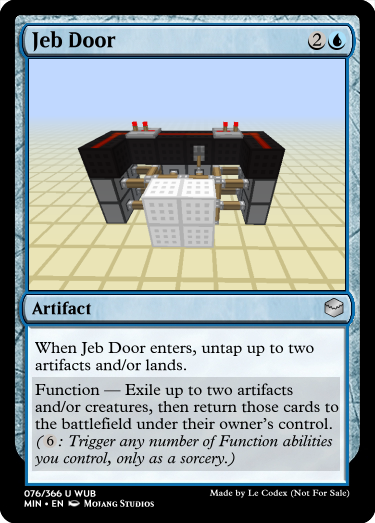 Jeb Door 2
Artifact
When Jeb Door enters, untap up to two
artifacts and/or lands.
Function — Exile up to two artifacts
and/or creatures, then return those cards to
the battlefield under their owner's control.
( 6 : Trigger any number of Function abilities
you control, only as a sorcery.)
076/366 U WUB Made by Le Codex (Not For Sale)
MIN • EN Mojang Studios